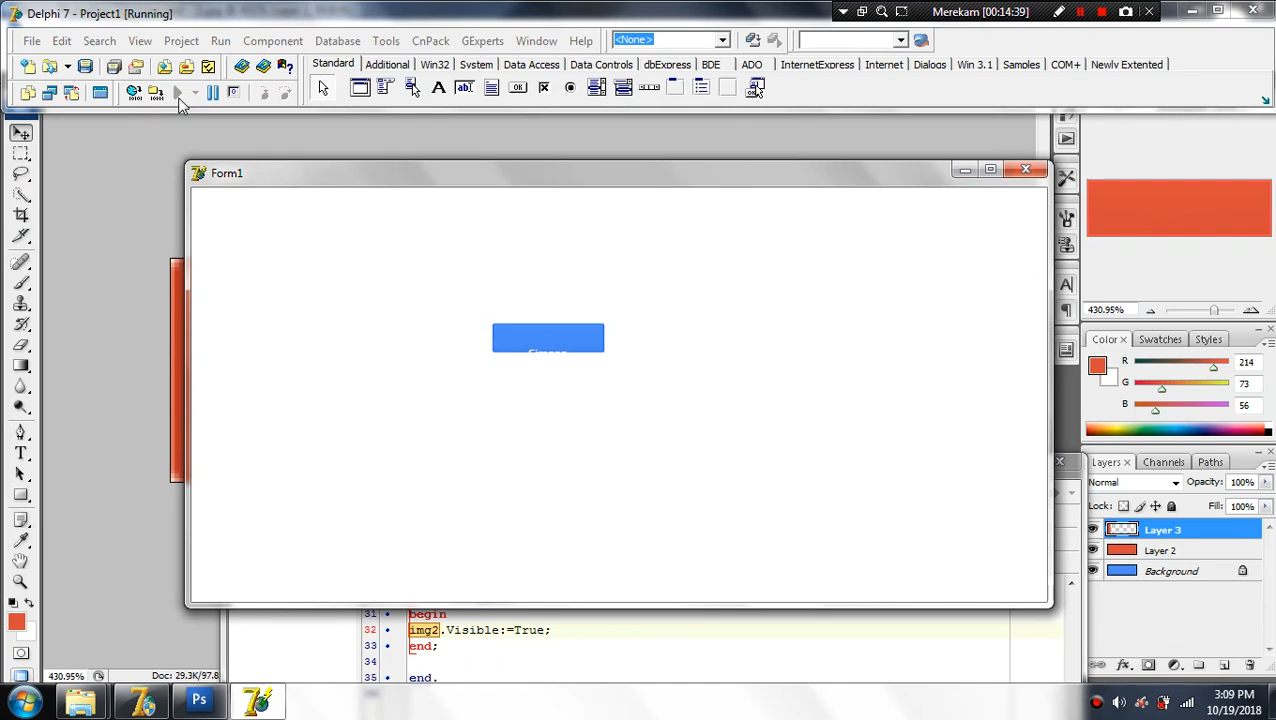 Delphi 7 - Project1 [Running]
Merekam [00:14:39]
File Edit Search View Project Run Component Database Tools CnPack GExperts Window Help
<None>
Standard Additional Win32 System Data Access Data Controls dbExpress BDE ADO InternetExpress Internet Dialogs Win 3.1 Samples COM+ Newly Extended
Form1
430.95%
Color Swatches Styles
R 214
G 73
B 56
Layers Channels Paths
Normal Opacity: 100%
Lock: Fill: 100%
Layer 3
Layer 2
Background
31 begin
32 img2.Visible:=True;
33 end;
34
35 end.
430.95% Doc: 29.3K/97.8
Ps
3:09 PM
10/19/2018